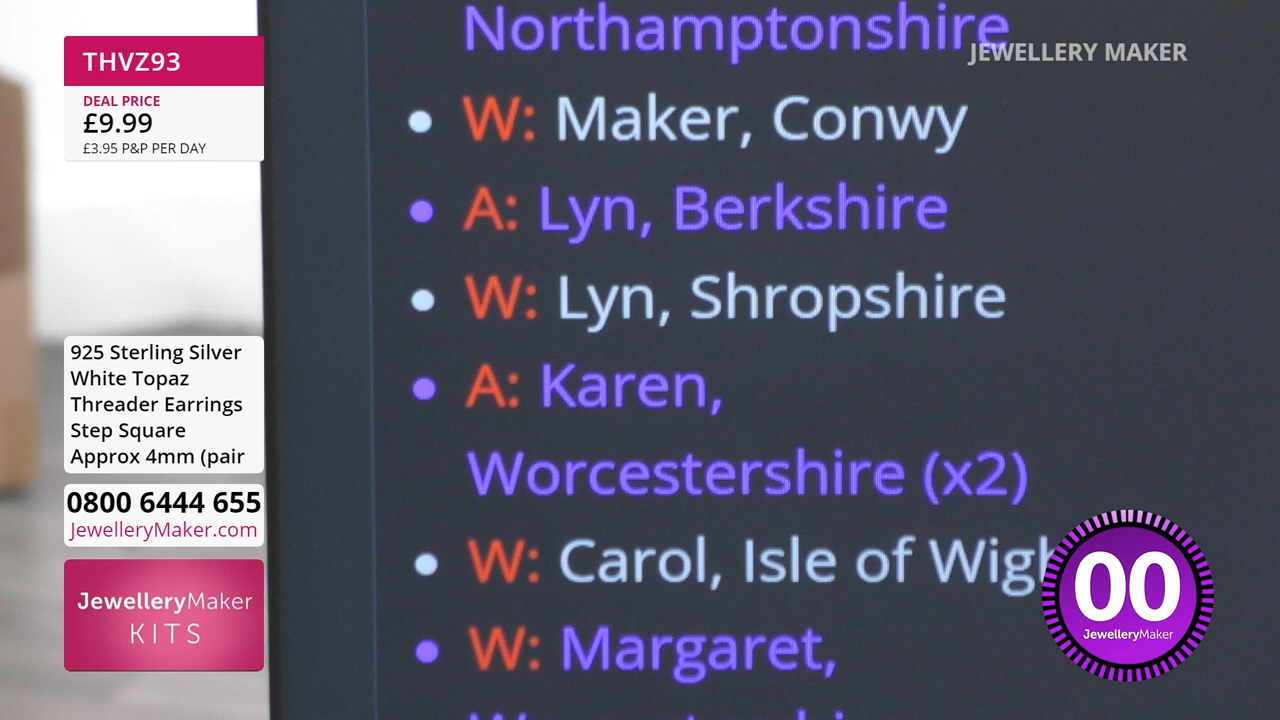 THVZ93
DEAL PRICE
£9.99
£3.95 P&P PER DAY
925 Sterling Silver
White Topaz
Threader Earrings
Step Square
Approx 4mm (pair
0800 6444 655
JewelleryMaker.com
JewelleryMaker
KITS
Northamptonshire
JEWELLERY MAKER
• W: Maker, Conwy
• A: Lyn, Berkshire
• W: Lyn, Shropshire
• A: Karen,
Worcestershire (x2)
• W: Carol, Isle of Wigh
• W: Margaret,
00
JewelleryMaker